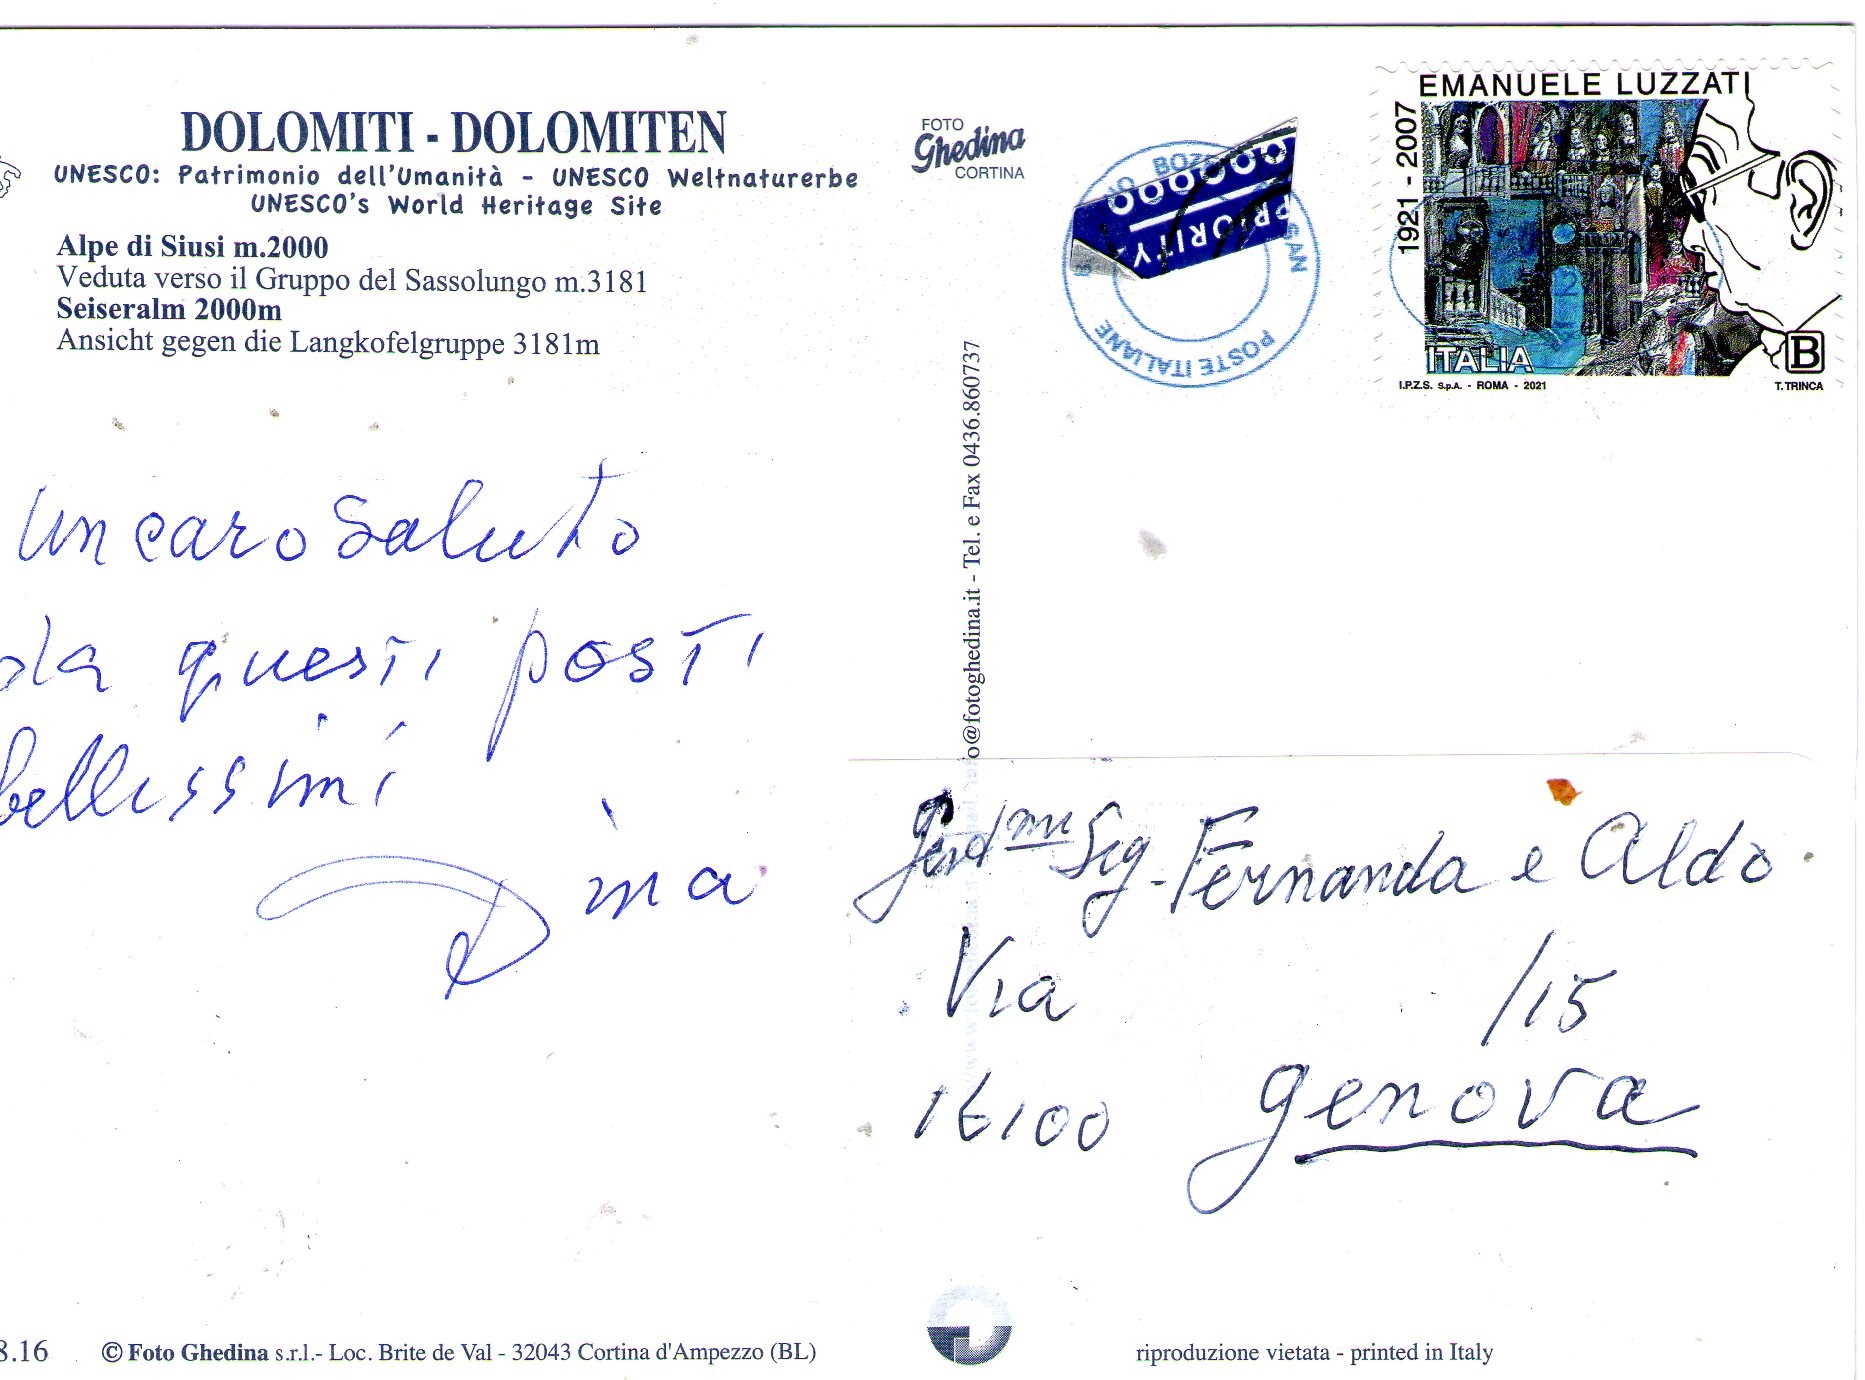 DOLOMITI - DOLOMITEN
UNESCO: Patrimonio dell'Umanità - UNESCO Weltnaturerbe
UNESCO's World Heritage Site
Alpe di Siusi m.2000
Veduta verso il Gruppo del Sassolungo m.3181
Seiseralm 2000m
Ansicht gegen die Langkofelgruppe 3181m
un caro saluto
da questi posti
bellissimi
Dina
FOTO
Ghedina
CORTINA
o@fotoghedina.it - Tel. e Fax 0436.860737
PRIORITY
POSTE ITALIANE
EMANUELE LUZZATI
1921 - 2007
ITALIA
B
I.P.Z.S. S.p.A. - ROMA - 2021
T. TRINCA
Sig. Fernanda e Aldo
Via /15
16100 Genova
8.16
© Foto Ghedina s.r.l.- Loc. Brite de Val - 32043 Cortina d'Ampezzo (BL)
riproduzione vietata - printed in Italy